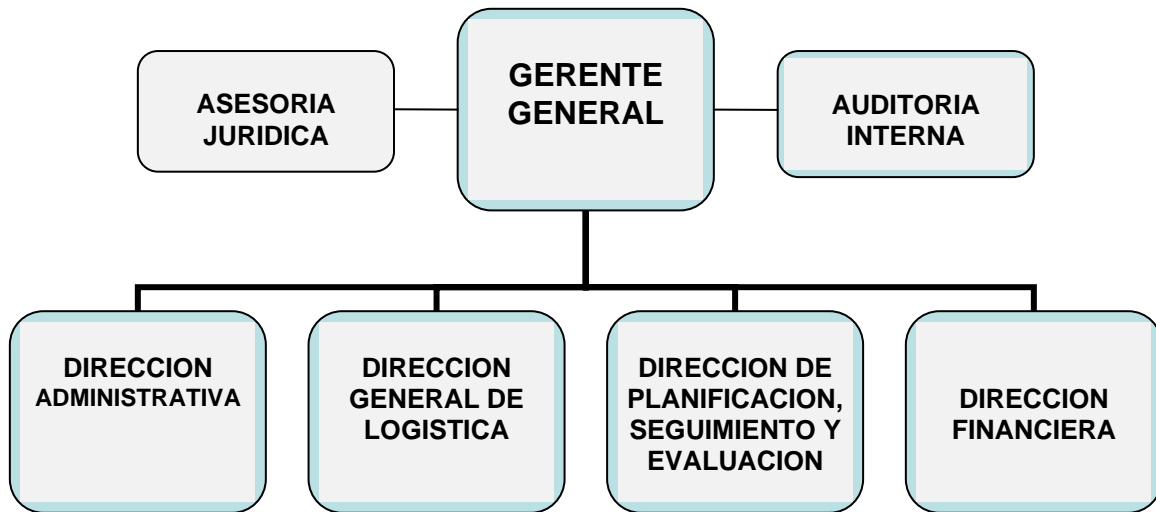 GERENTE
GENERAL
ASESORIA
JURIDICA
AUDITORIA
INTERNA
DIRECCION
ADMINISTRATIVA
DIRECCION
GENERAL DE
LOGISTICA
DIRECCION DE
PLANIFICACION,
SEGUIMIENTO Y
EVALUACION
DIRECCION
FINANCIERA